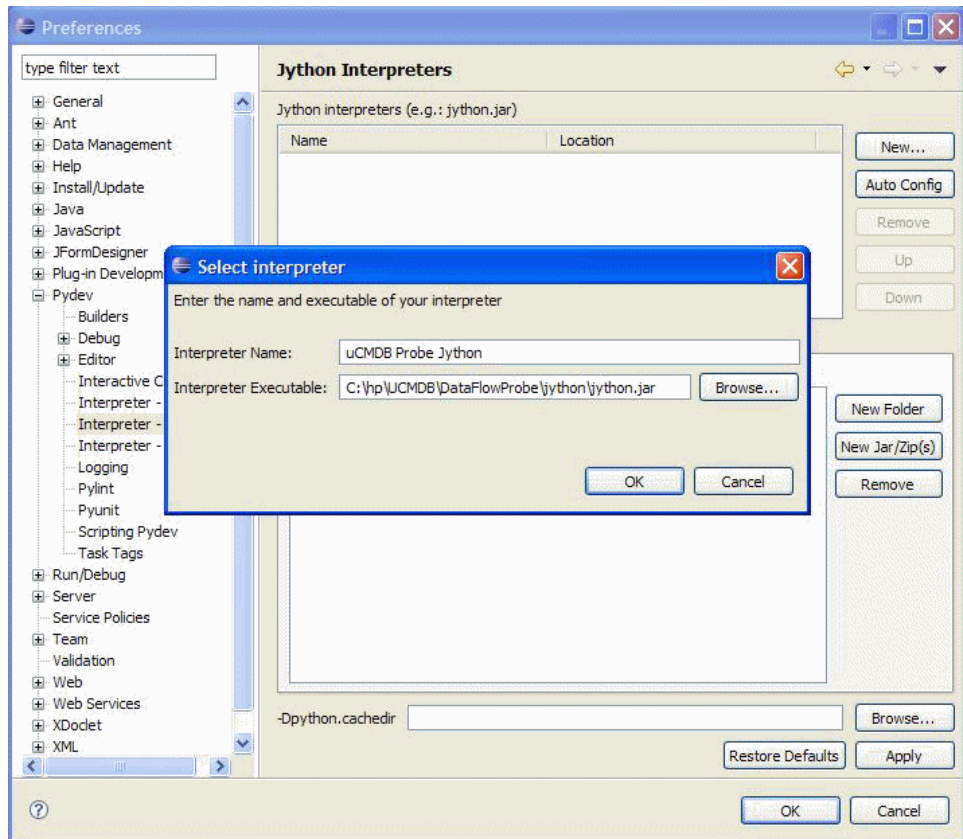 Preferences
type filter text
Jython Interpreters
General
Ant
Data Management
Help
Install/Update
Java
JavaScript
JFormDesigner
Plug-in Developm
Pydev
Builders
Debug
Editor
Interactive C
Interpreter -
Interpreter -
Interpreter -
Logging
Pylint
Pyunit
Scripting Pydev
Task Tags
Run/Debug
Server
Service Policies
Team
Validation
Web
Web Services
XDoclet
XML
Jython interpreters (e.g.: jython.jar)
Name Location
New...
Auto Config
Remove
Up
Down
Select interpreter
Enter the name and executable of your interpreter
Interpreter Name: uCMDB Probe Jython
Interpreter Executable: C:\hp\UCMDB\DataFlowProbe\jython\jython.jar Browse...
OK Cancel
New Folder
New Jar/Zip(s)
Remove
-Dpython.cachedir Browse...
Restore Defaults Apply
? OK Cancel